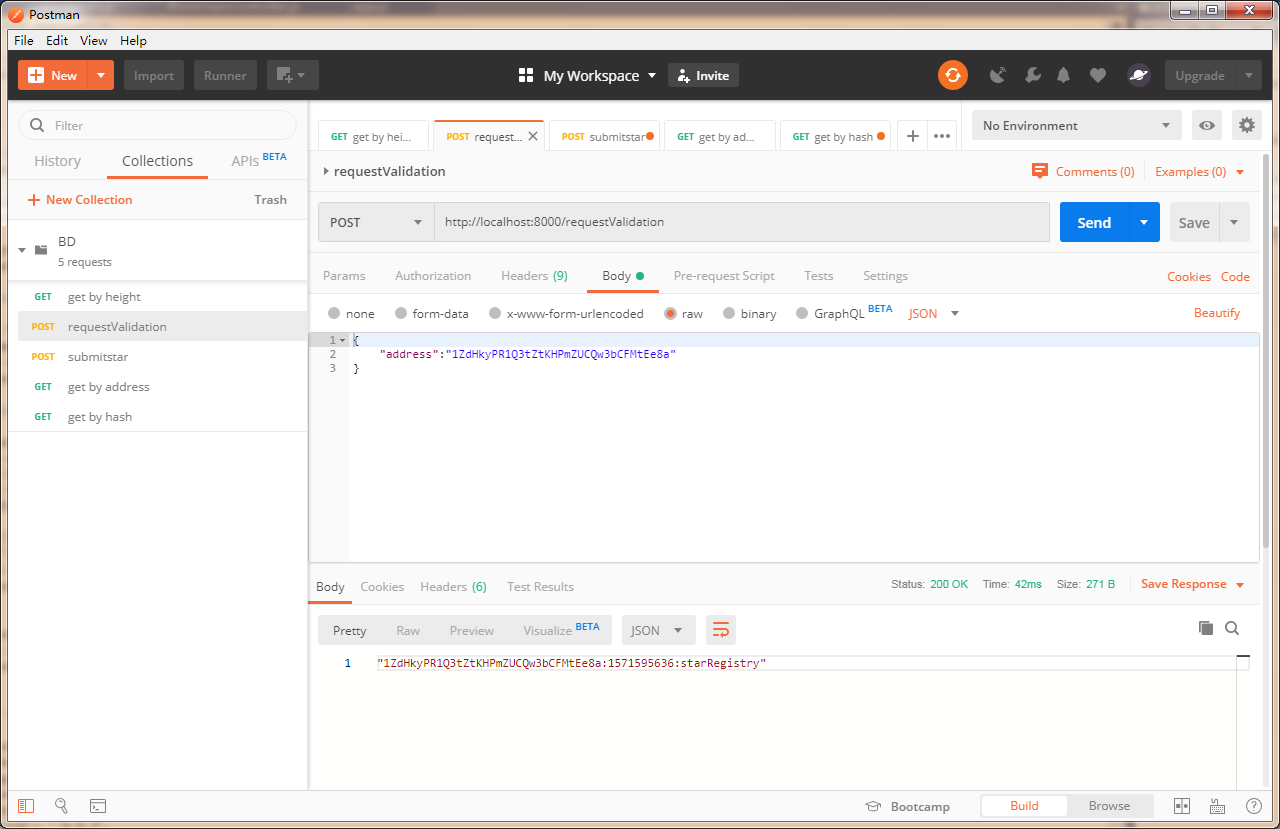 Postman
File Edit View Help
New Import Runner My Workspace Invite Upgrade
Filter
History Collections APIs BETA
New Collection Trash
BD
5 requests
GET get by height
POST requestValidation
POST submitstar
GET get by address
GET get by hash
GET get by hei... POST request... POST submitstar GET get by ad... GET get by hash No Environment
requestValidation Comments (0) Examples (0)
POST http://localhost:8000/requestValidation Send Save
Params Authorization Headers (9) Body Pre-request Script Tests Settings Cookies Code
none form-data x-www-form-urlencoded raw binary GraphQL BETA JSON Beautify
1 {
2 "address":"1ZdHkyPR1Q3tZtKHPmZUCQw3bCFMtEe8a"
3 }
Body Cookies Headers (6) Test Results Status: 200 OK Time: 42ms Size: 271 B Save Response
Pretty Raw Preview Visualize BETA JSON
1 "1ZdHkyPR1Q3tZtKHPmZUCQw3bCFMtEe8a:1571595636:starRegistry"
Bootcamp Build Browse